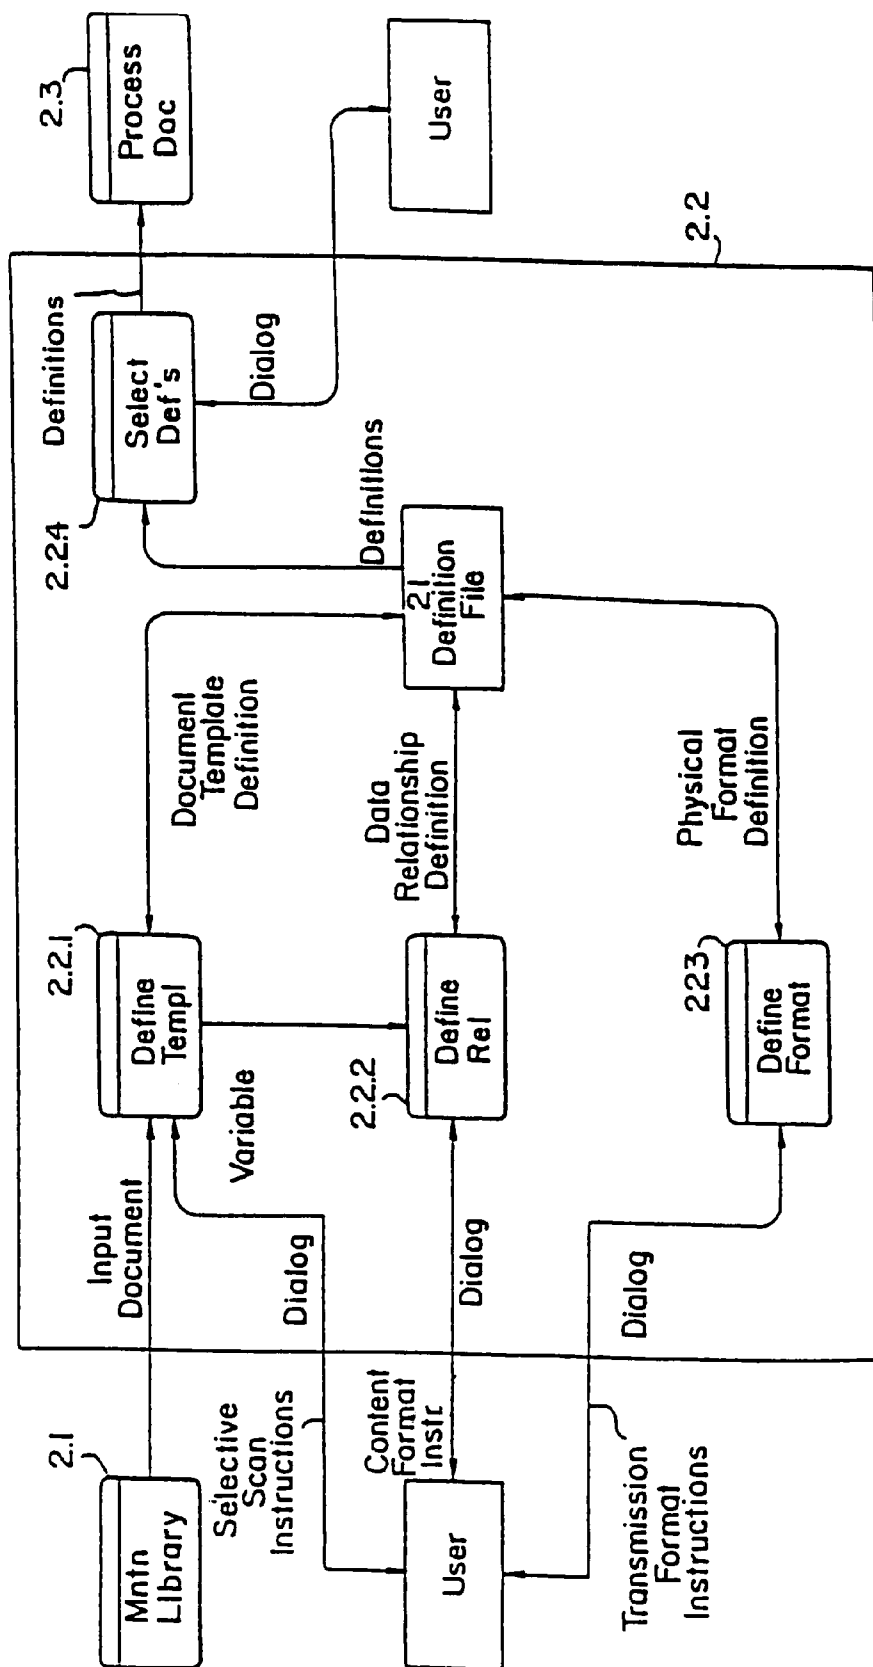 2.1
Mntn
Library
Input
Document
2.2.1
Define
Templ
Document
Template
Definition
2.2.4
Select
Def's
Definitions
2.3
Process
Doc
Selective
Scan
Instructions
Dialog
Variable
Dialog
User
Content
Format
Instr.
Dialog
2.2.2
Define
Rel
Data
Relationship
Definition
2.1
Definition
File
Definitions
User
Transmission
Format
Instructions
Dialog
223
Define
Format
Physical
Format
Definition
2.2